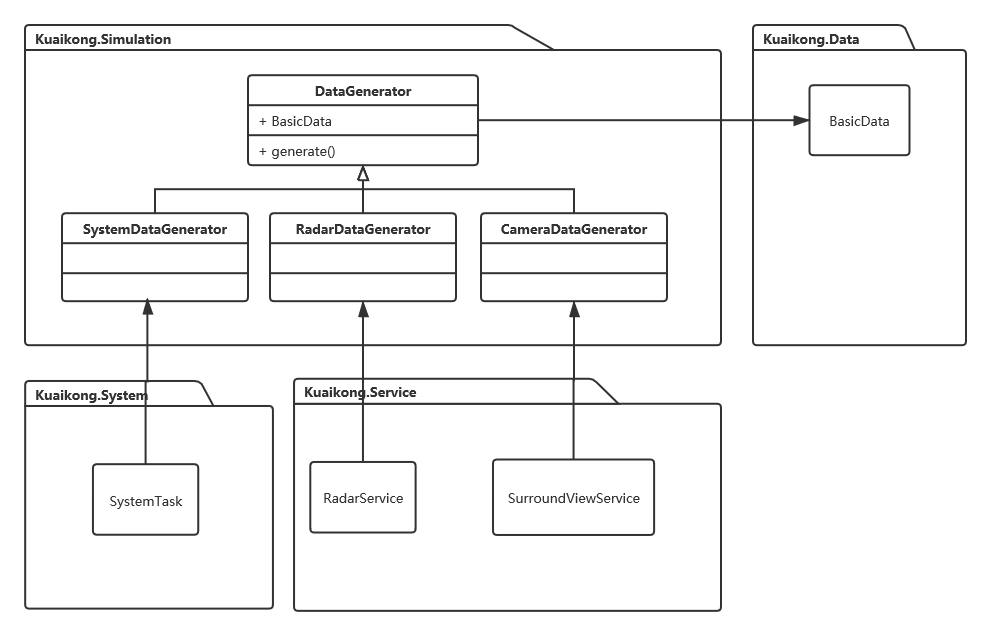 Kuaikong.Simulation
Kuaikong.Data
DataGenerator
+ BasicData
+ generate()
BasicData
SystemDataGenerator
RadarDataGenerator
CameraDataGenerator
Kuaikong.System
Kuaikong.Service
SystemTask
RadarService
SurroundViewService